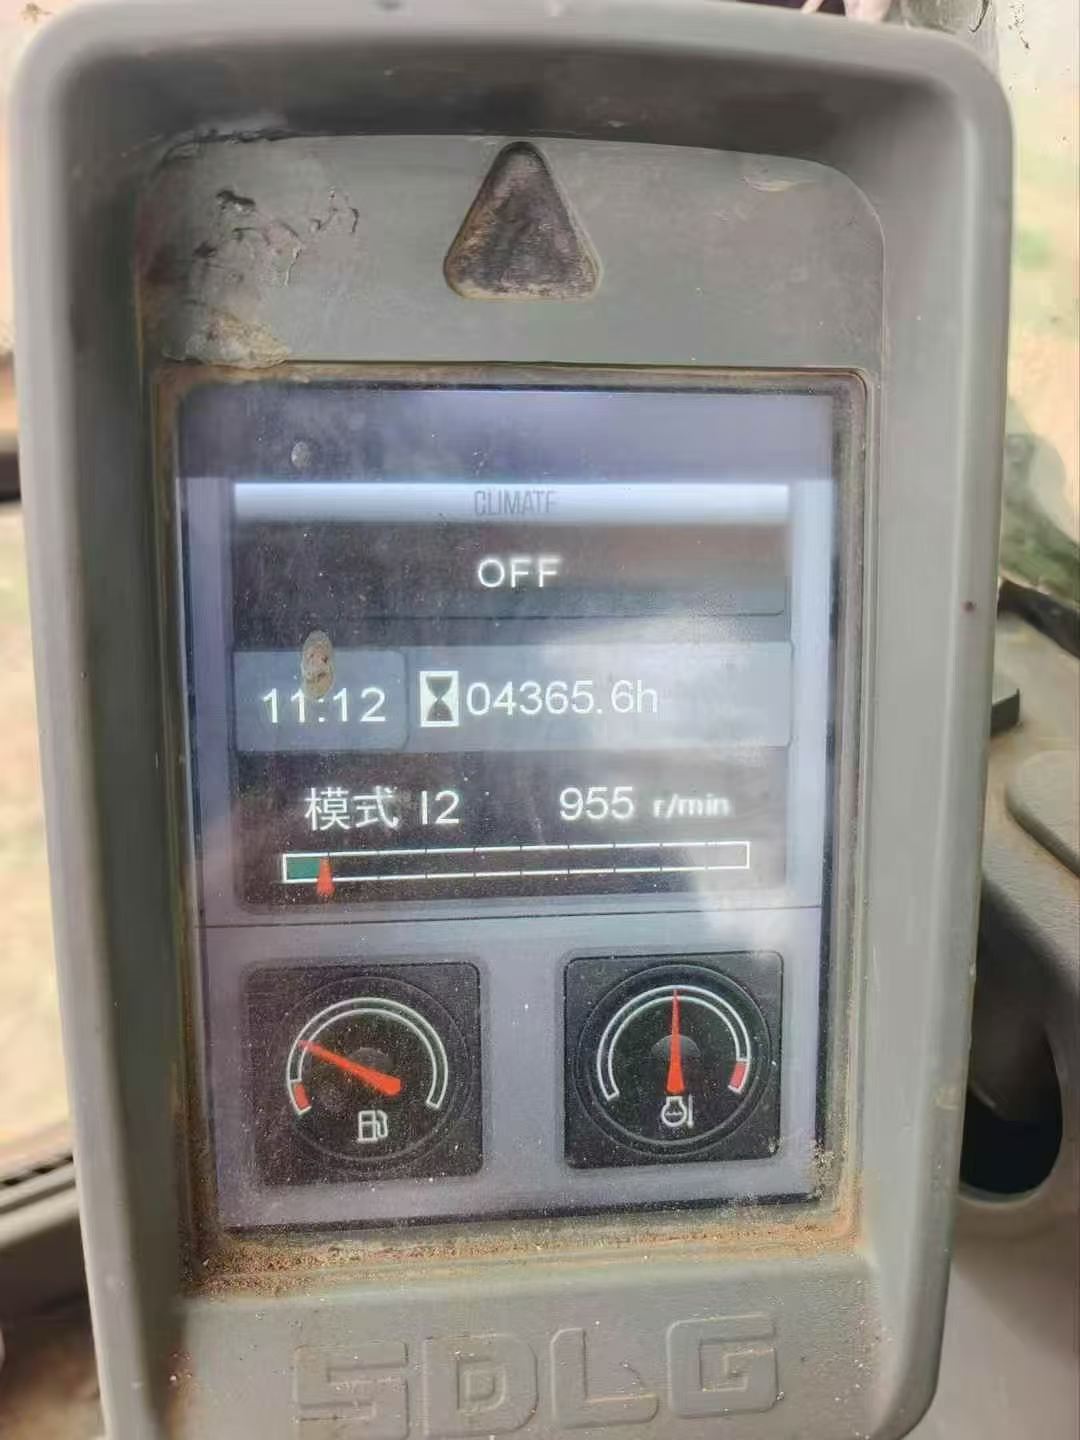 CLIMATE
OFF
11:12 04365.6h
模式 I2 955 r/min
SDLG